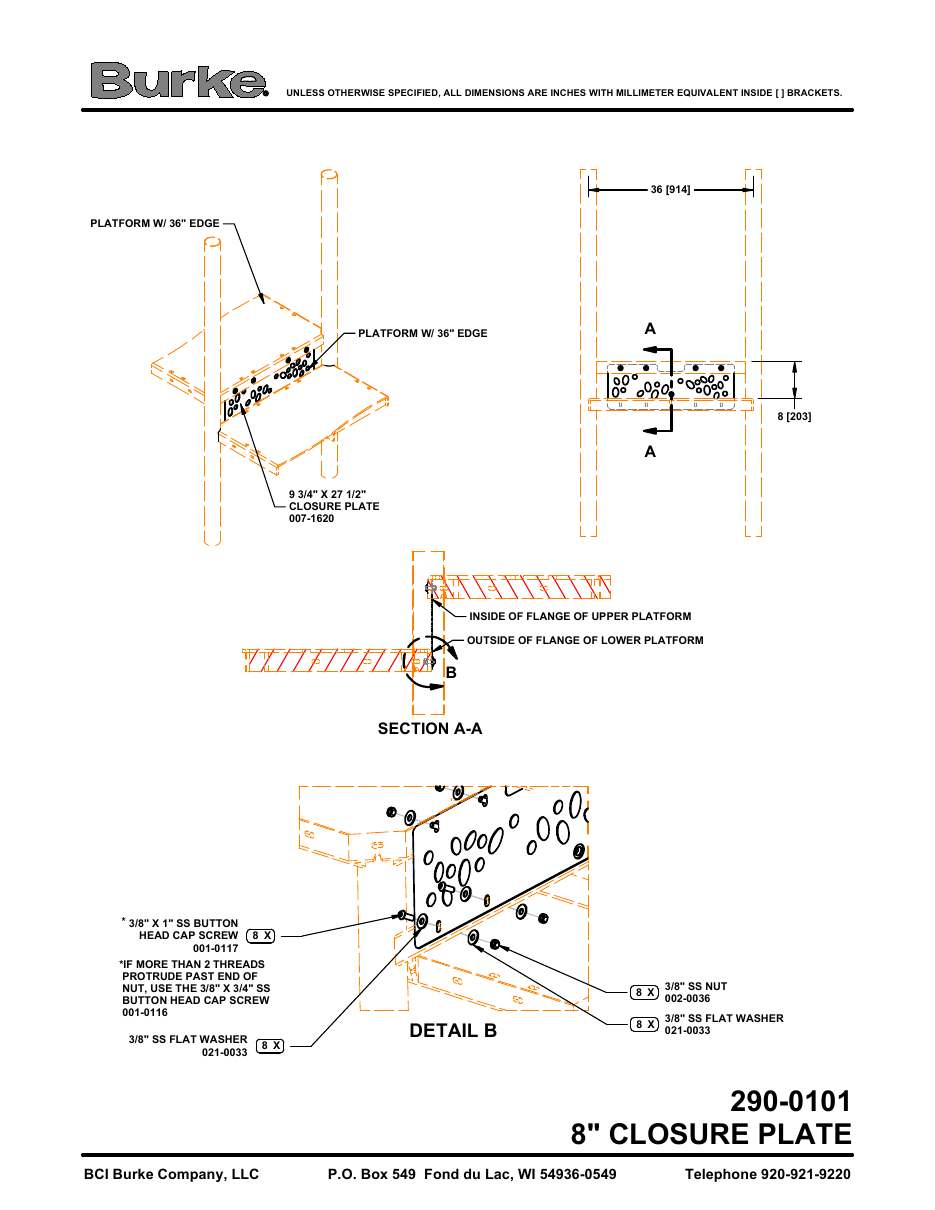 Burke
UNLESS OTHERWISE SPECIFIED, ALL DIMENSIONS ARE INCHES WITH MILLIMETER EQUIVALENT INSIDE [ ] BRACKETS.
PLATFORM W/ 36" EDGE
PLATFORM W/ 36" EDGE
9 3/4" X 27 1/2"
CLOSURE PLATE
007-1620
36 [914]
A
8 [203]
A
INSIDE OF FLANGE OF UPPER PLATFORM
OUTSIDE OF FLANGE OF LOWER PLATFORM
B
SECTION A-A
* 3/8" X 1" SS BUTTON
HEAD CAP SCREW
001-0117
8 X
*IF MORE THAN 2 THREADS
PROTRUDE PAST END OF
NUT, USE THE 3/8" X 3/4" SS
BUTTON HEAD CAP SCREW
001-0116
3/8" SS FLAT WASHER
021-0033
8 X
8 X
3/8" SS NUT
002-0036
8 X
3/8" SS FLAT WASHER
021-0033
DETAIL B
290-0101
8" CLOSURE PLATE
BCI Burke Company, LLC
P.O. Box 549 Fond du Lac, WI 54936-0549
Telephone 920-921-9220